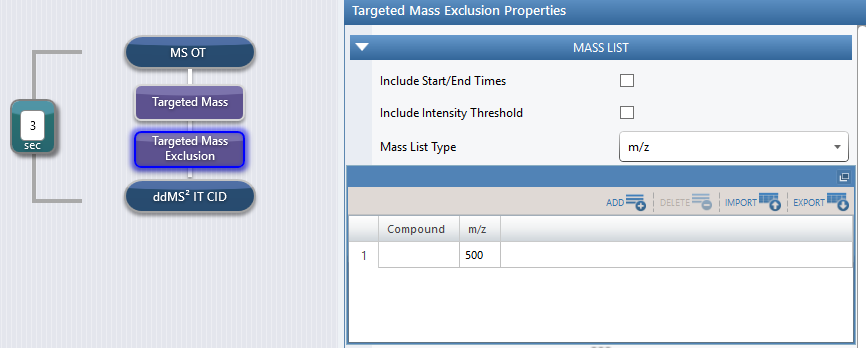 MS OT
Targeted Mass
Targeted Mass
Exclusion
ddMS² IT CID
3
sec
Targeted Mass Exclusion Properties
MASS LIST
Include Start/End Times
Include Intensity Threshold
Mass List Type
m/z
ADD
DELETE
IMPORT
EXPORT
Compound m/z
1 500